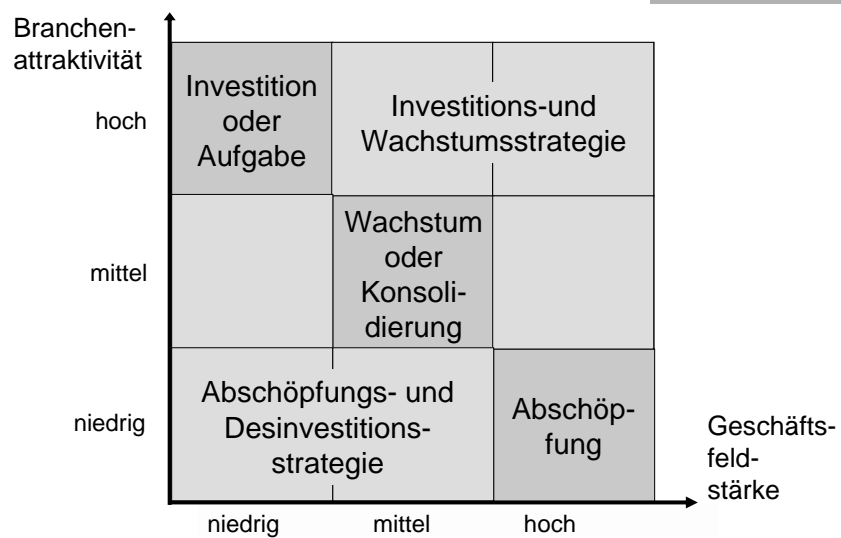 Branchen-
attraktivität
hoch
mittel
niedrig
Investition
oder
Aufgabe
Investitions-und
Wachstumsstrategie
Wachstum
oder
Konsoli-
dierung
Abschöpfungs- und
Desinvestitions-
strategie
Abschöp-
fung
Geschäfts-
feld-
stärke
niedrig
mittel
hoch